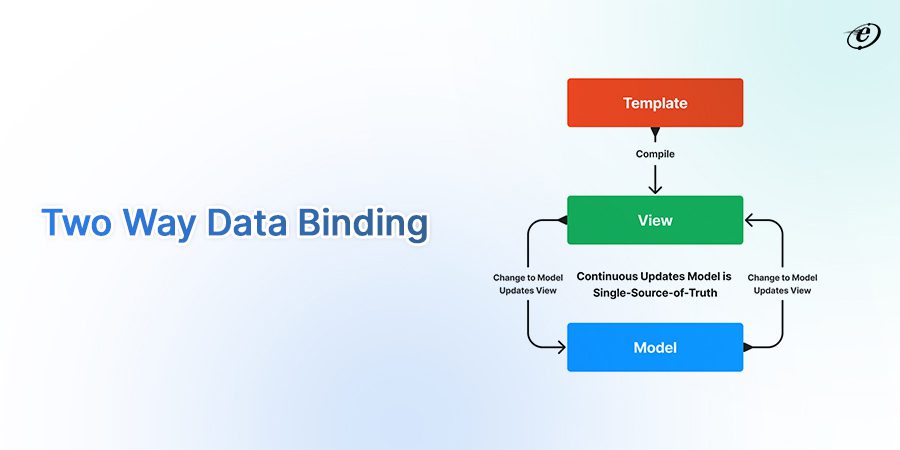 Template
Compile
Two Way Data Binding
View
Change to Model
Updates View
Continuous Updates Model is
Single-Source-of-Truth
Change to Model
Updates View
Model
e